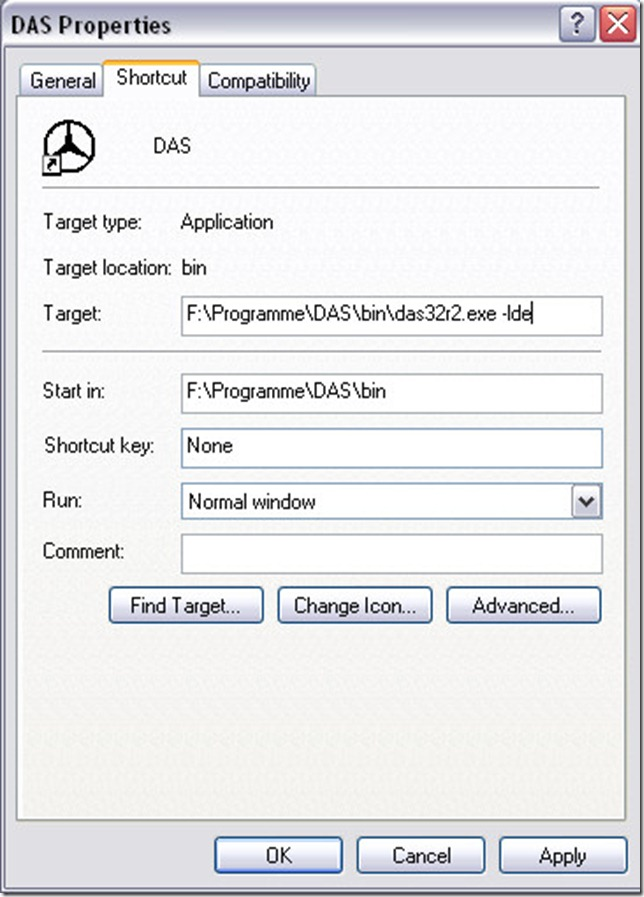 DAS Properties
General Shortcut Compatibility
DAS
Target type: Application
Target location: bin
Target: F:\Programme\DAS\bin\das32r2.exe -lde
Start in: F:\Programme\DAS\bin
Shortcut key: None
Run: Normal window
Comment:
Find Target... Change Icon... Advanced...
OK Cancel Apply